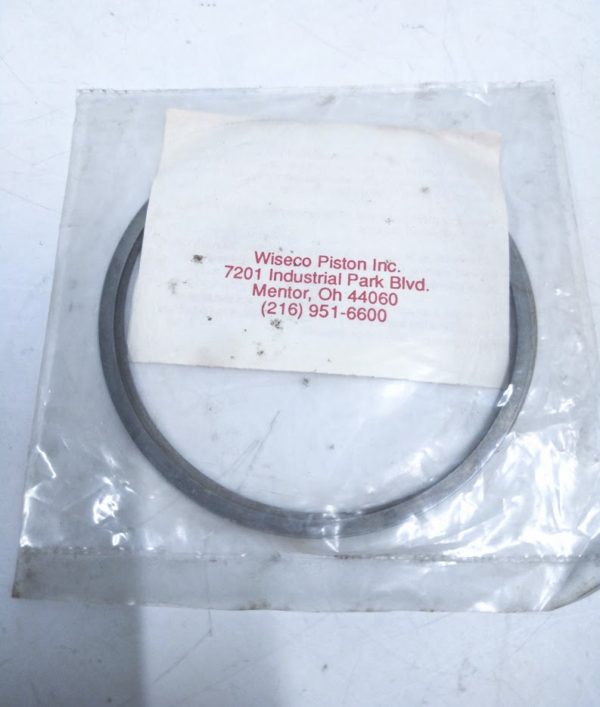 Wiseco Piston Inc.
7201 Industrial Park Blvd.
Mentor, Oh 44060
(216) 951-6600